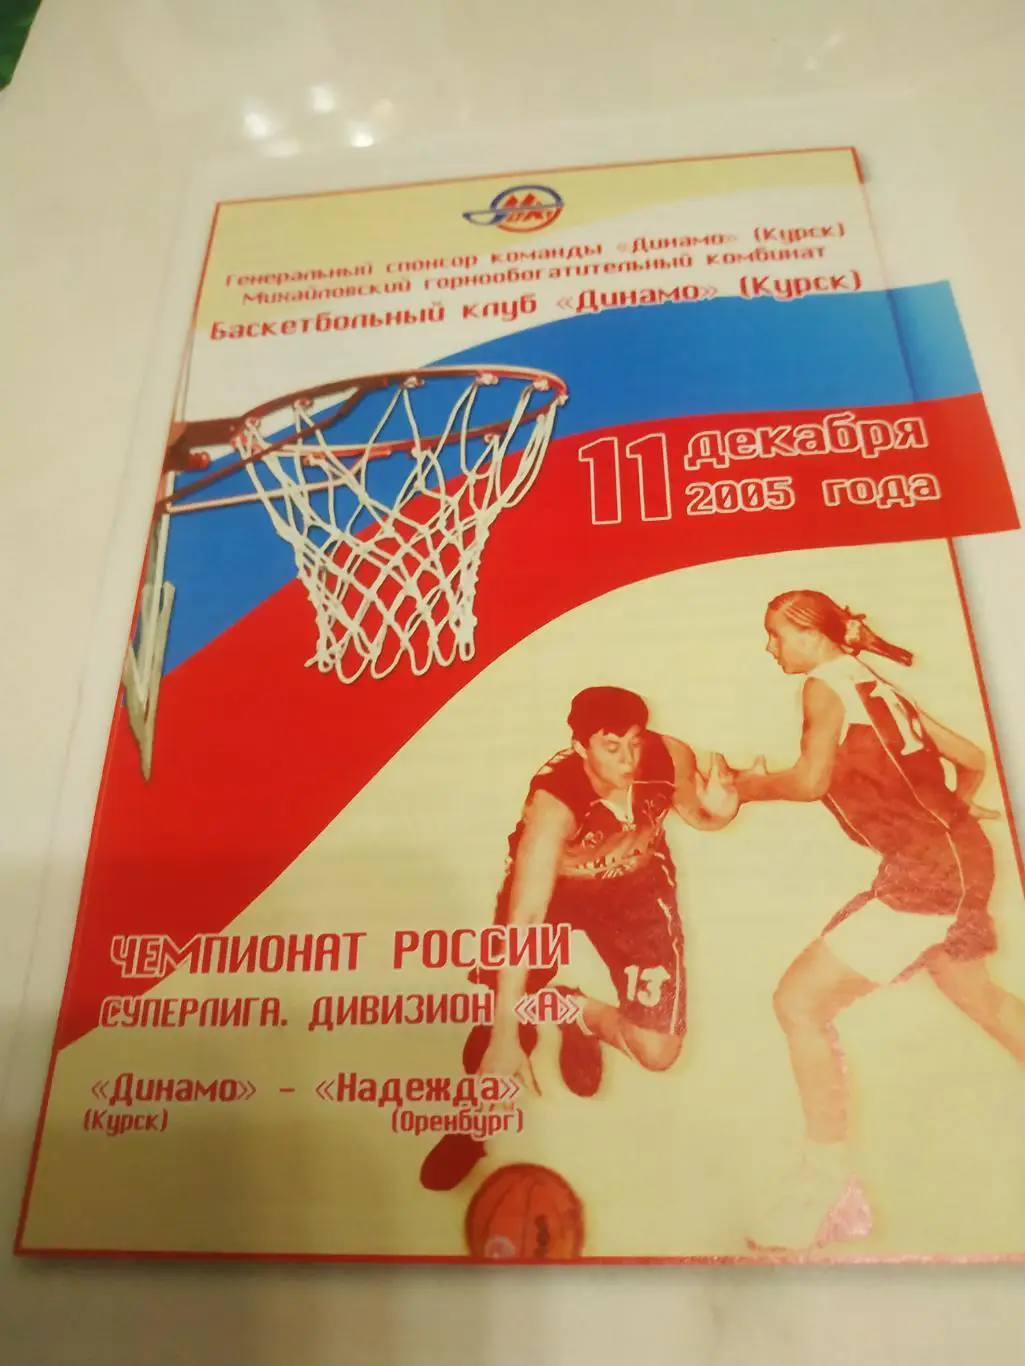 Генеральный спонсор команды «Динамо» (Курск)
Михайловский горнообогатительный комбинат
Баскетбольный клуб «Динамо» (Курск)
11 декабря
2005 года
13
ЧЕМПИОНАТ РОССИИ
СУПЕРЛИГА. ДИВИЗИОН «А»
«Динамо» – «Надежда»
(Курск) (Оренбург)